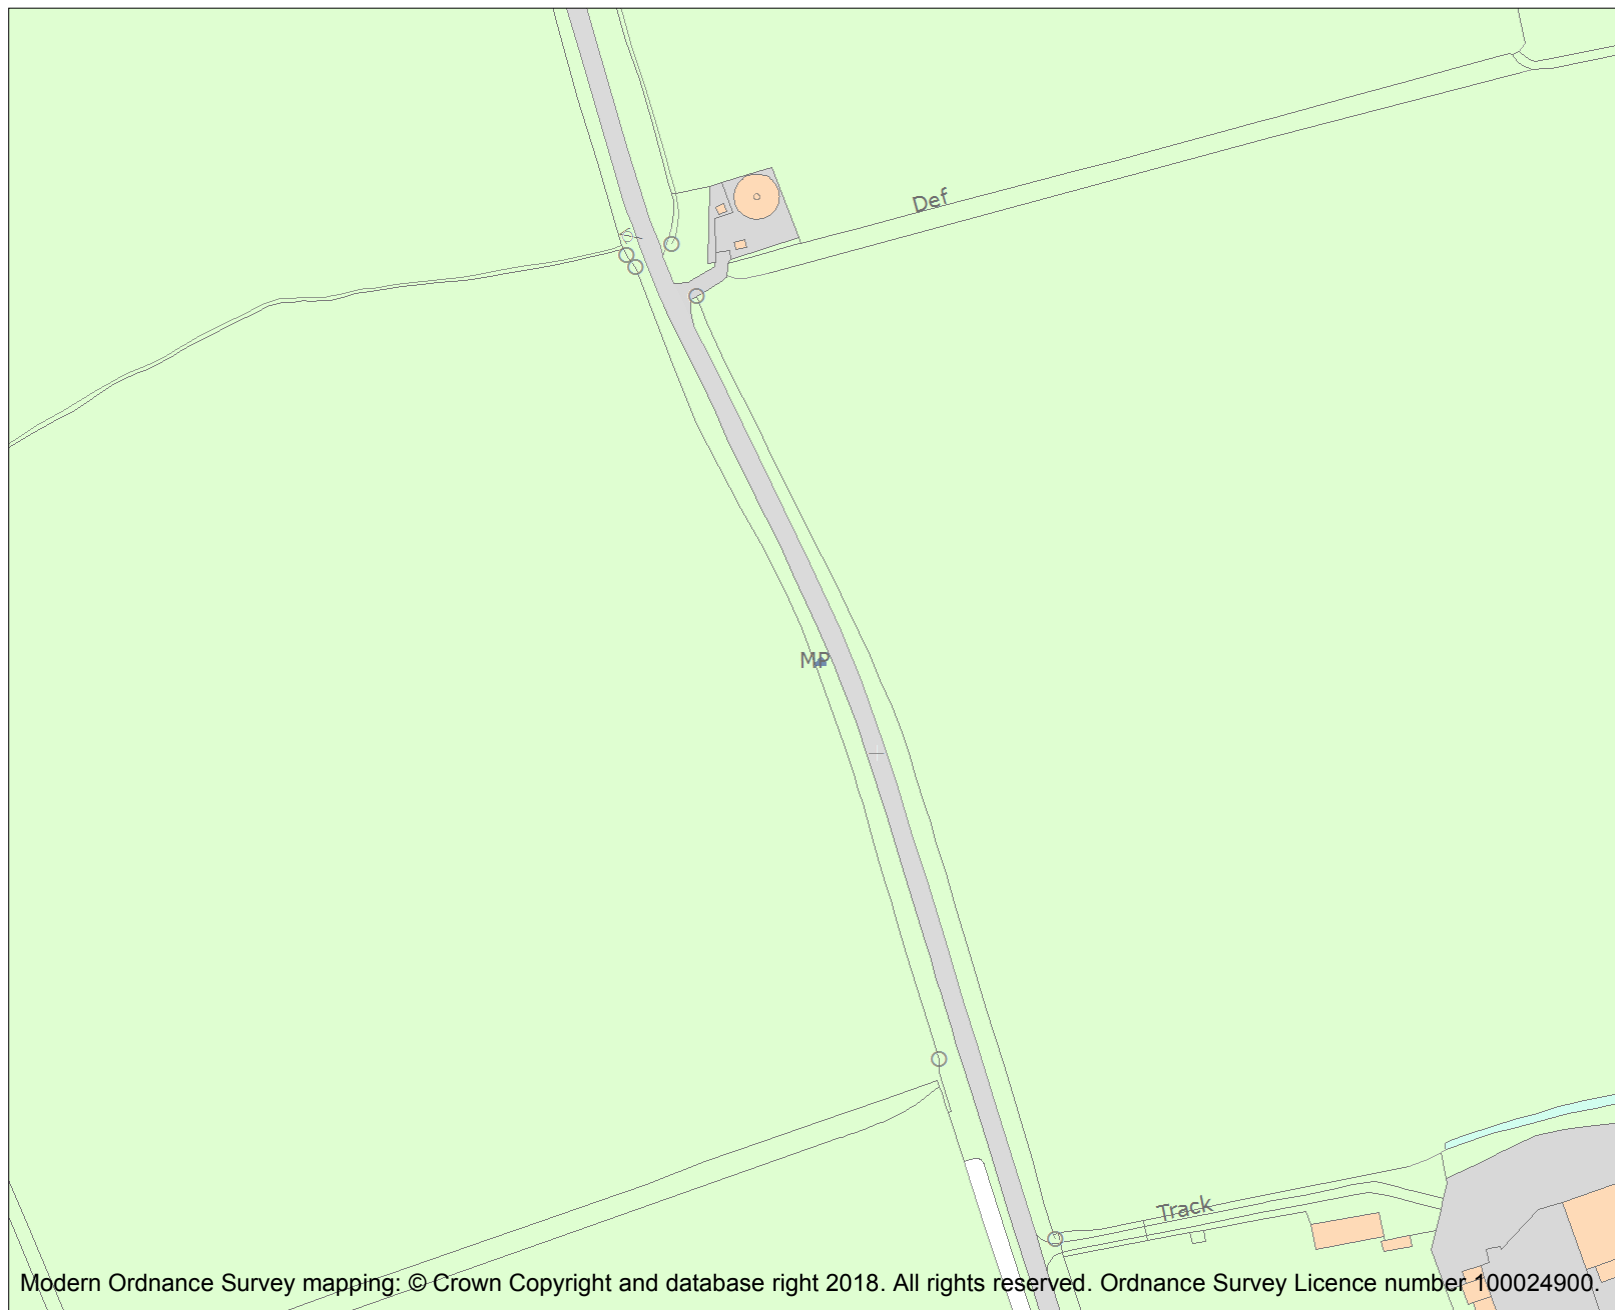 Def
MP
Track
Modern Ordnance Survey mapping: © Crown Copyright and database right 2018. All rights reserved. Ordnance Survey Licence number 100024900.